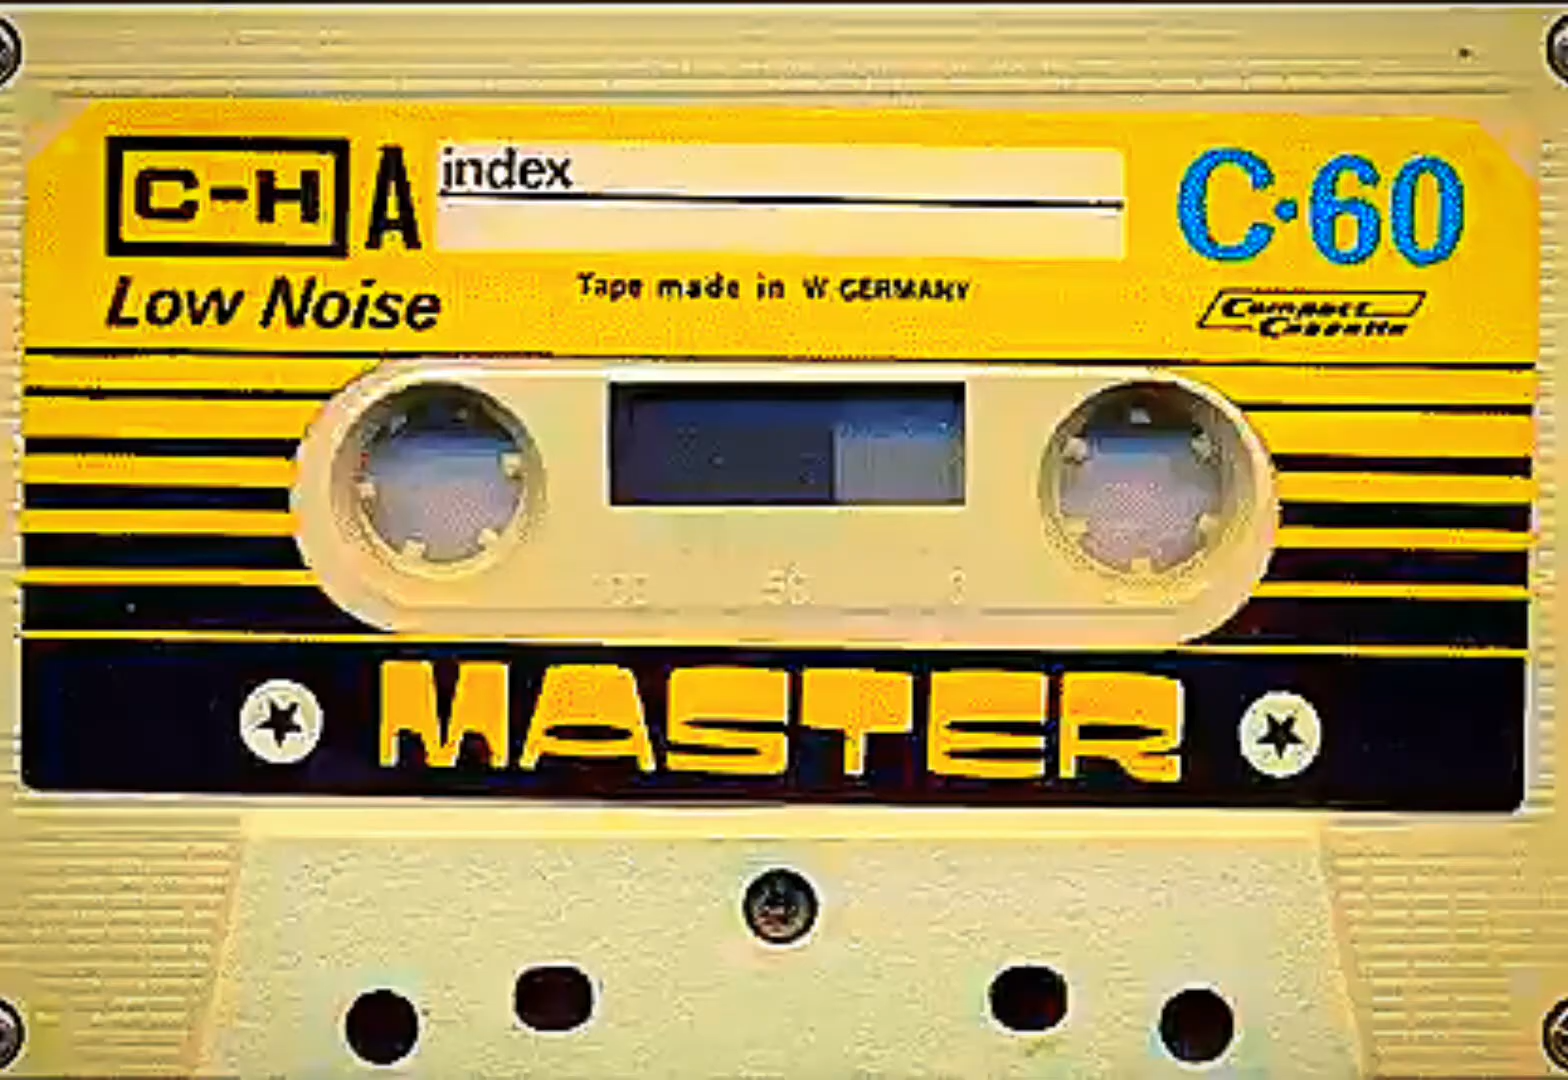 C-H A index C·60
Low Noise
Tape made in W. GERMANY
Compact
Cassette
MASTER